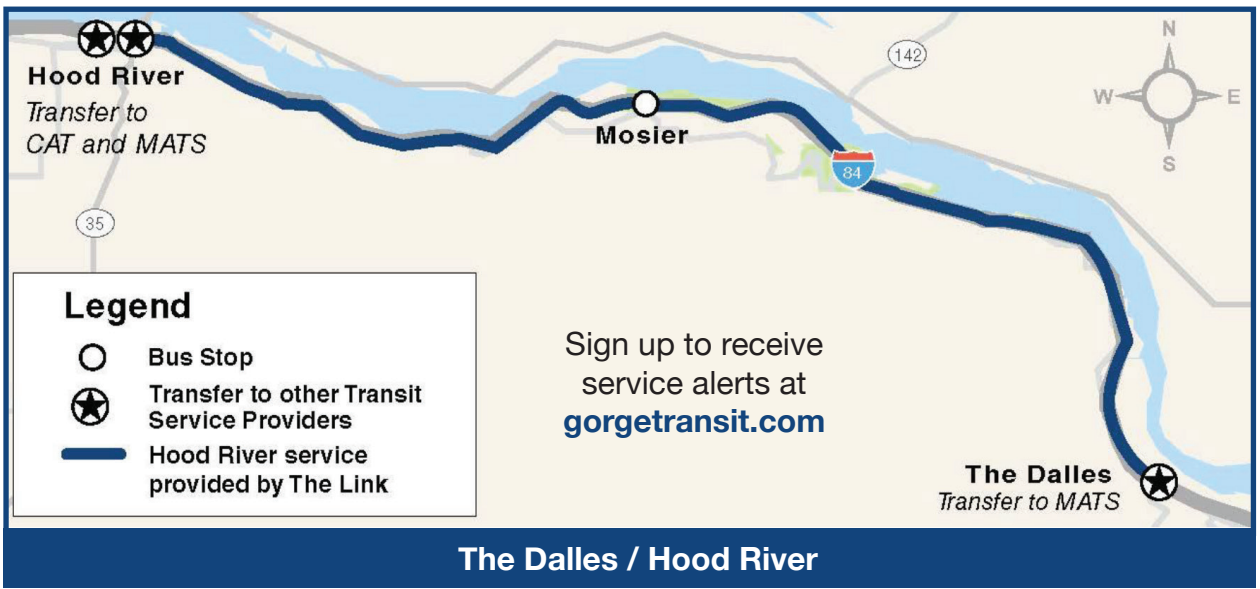 Hood River
Transfer to
CAT and MATS
35
Mosier
84
142
N
W
E
S
Legend
Bus Stop
Transfer to other Transit
Service Providers
Hood River service
provided by The Link
Sign up to receive
service alerts at
gorgetransit.com
The Dalles
Transfer to MATS
The Dalles / Hood River